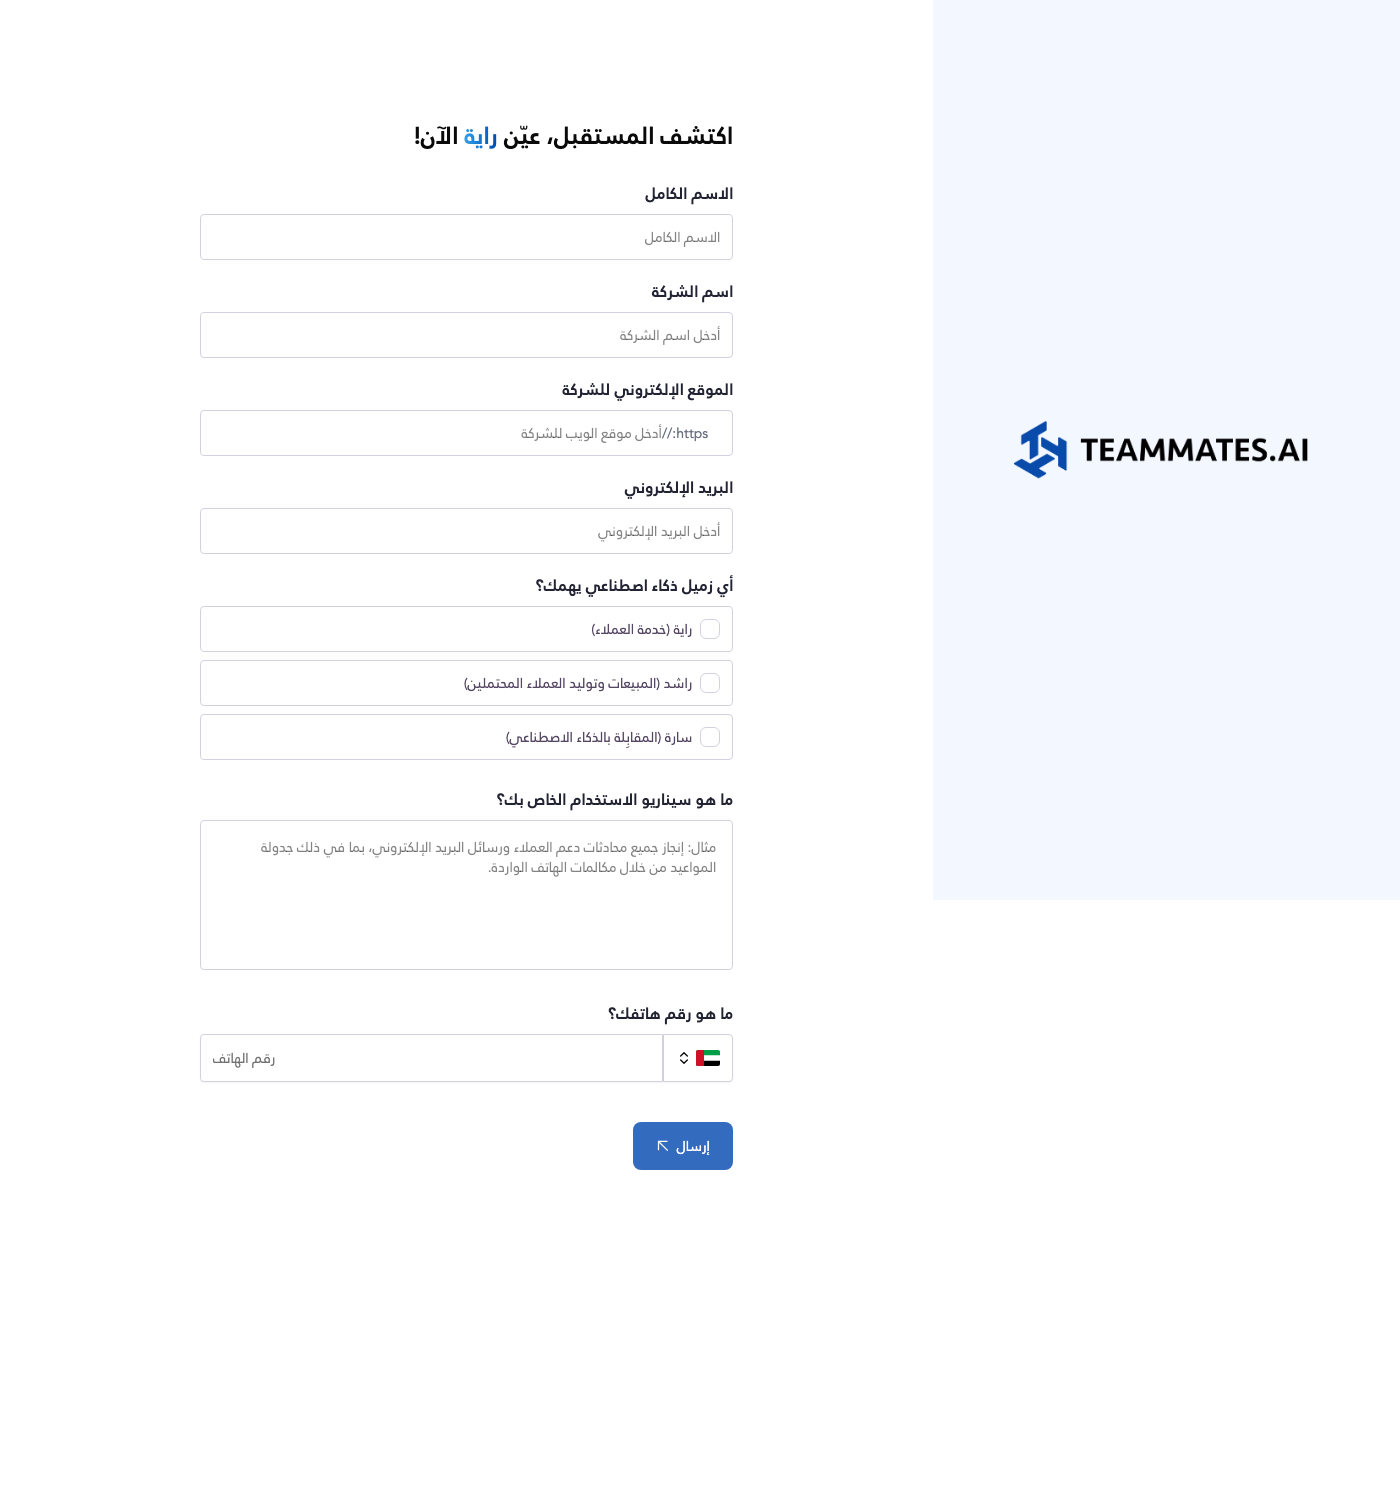 TEAMMATES.AI
اكتشف المستقبل، عيّن راية الآن!
الاسم الكامل
الاسم الكامل
اسم الشركة
أدخل اسم الشركة
الموقع الإلكتروني للشركة
https://أدخل موقع الويب للشركة
البريد الإلكتروني
أدخل البريد الإلكتروني
أي زميل ذكاء اصطناعي يهمك؟
راية (خدمة العملاء)
راشد (المبيعات وتوليد العملاء المحتملين)
سارة (المقابِلة بالذكاء الاصطناعي)
ما هو سيناريو الاستخدام الخاص بك؟
مثال: إنجاز جميع محادثات دعم العملاء ورسائل البريد الإلكتروني، بما في ذلك جدولة
المواعيد من خلال مكالمات الهاتف الواردة.
ما هو رقم هاتفك؟
رقم الهاتف
إرسال